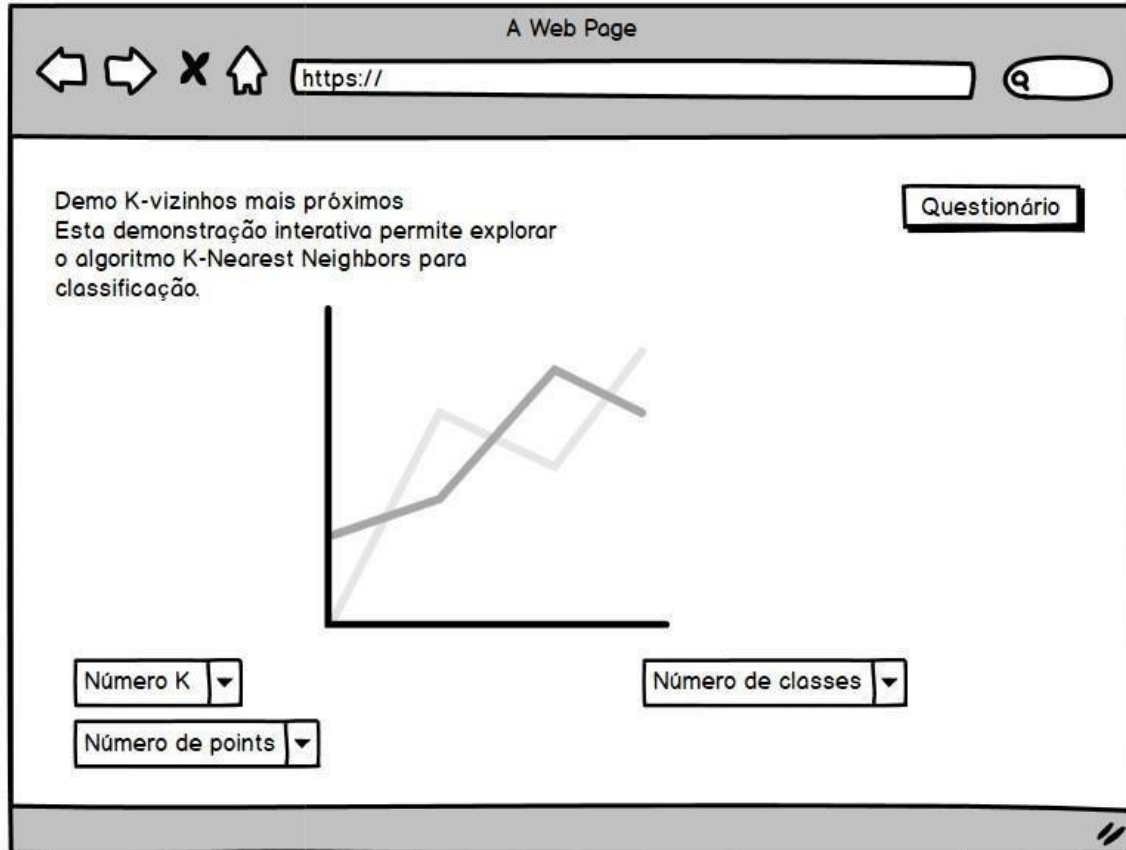 A Web Page
https://
Demo K-vizinhos mais próximos
Esta demonstração interativa permite explorar
o algoritmo K-Nearest Neighbors para
classificação.
Questionário
Número K
Número de classes
Número de points